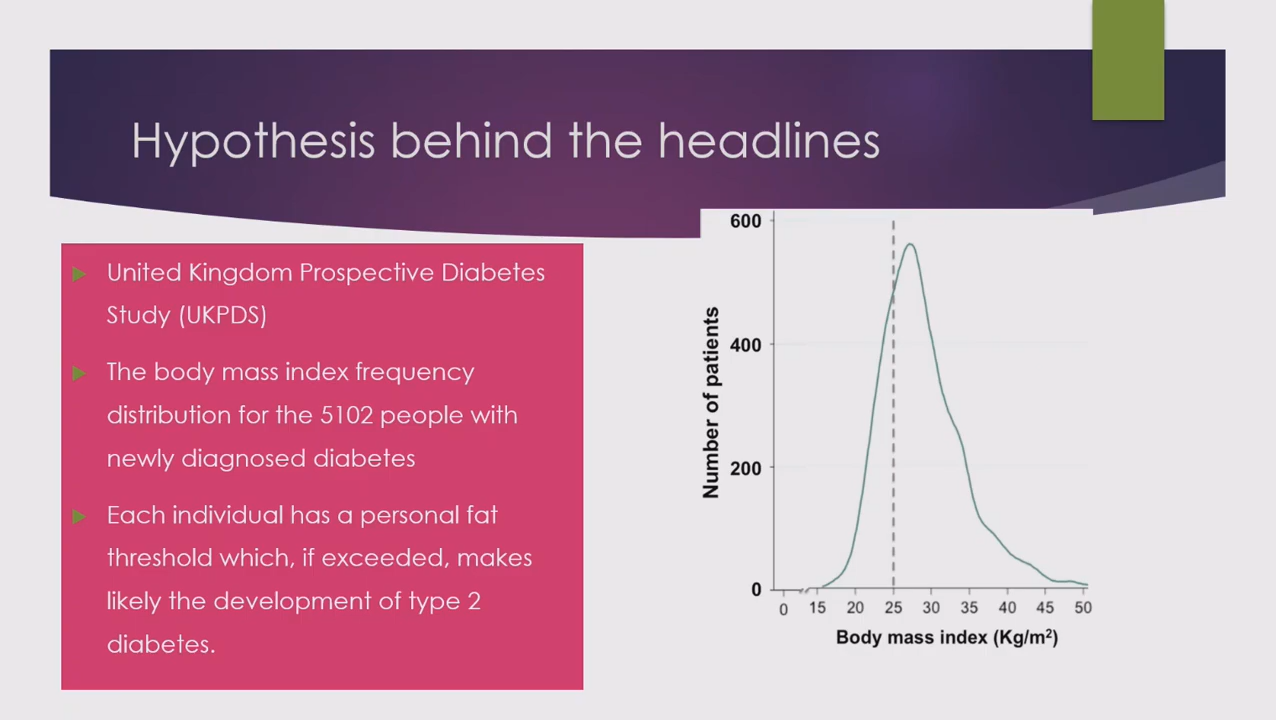 Hypothesis behind the headlines
United Kingdom Prospective Diabetes
Study (UKPDS)
The body mass index frequency
distribution for the 5102 people with
newly diagnosed diabetes
Each individual has a personal fat
threshold which, if exceeded, makes
likely the development of type 2
diabetes.
600
400
200
0
Number of patients
0 15 20 25 30 35 40 45 50
Body mass index (Kg/m²)